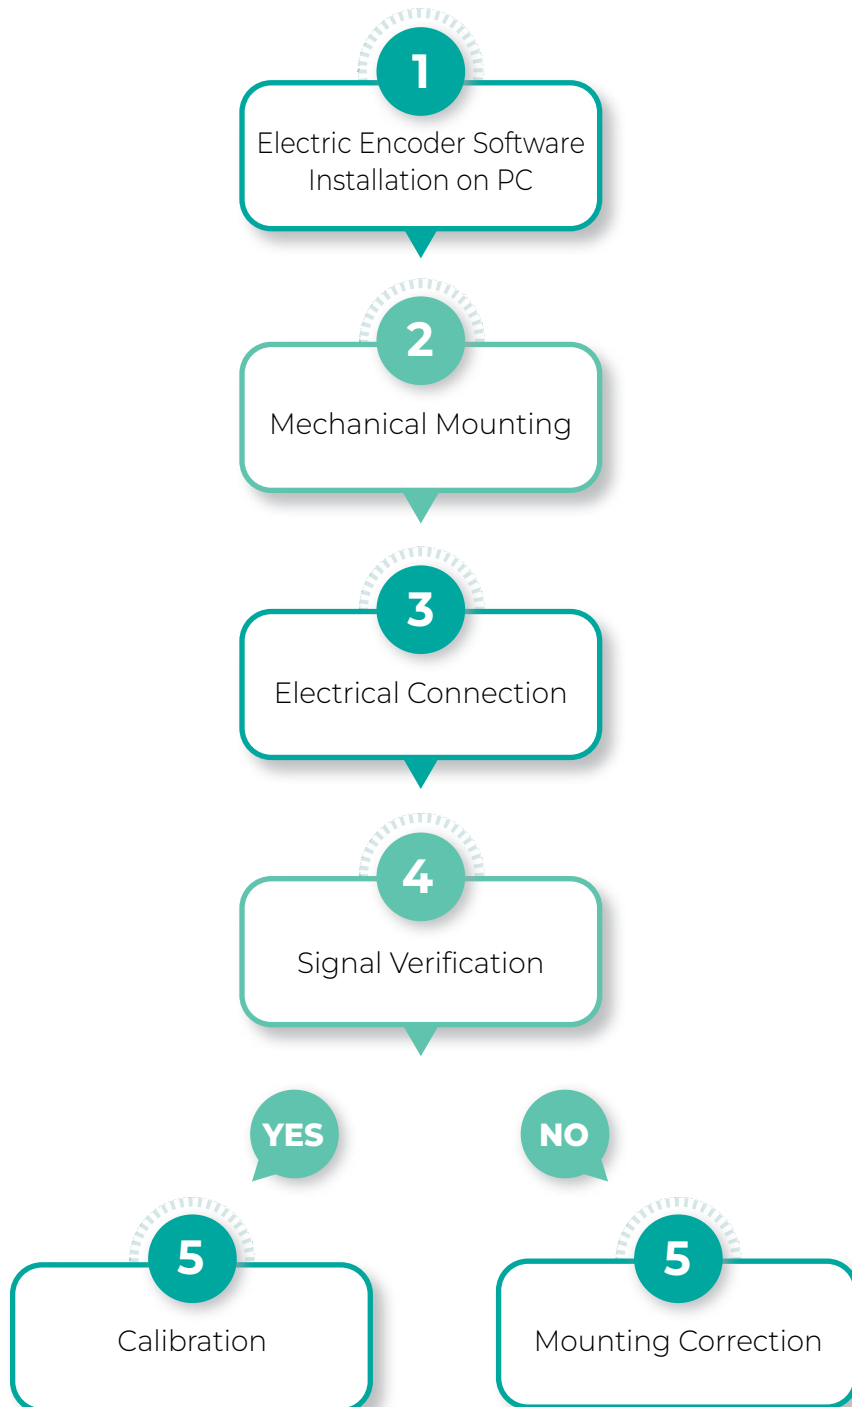 1
Electric Encoder Software
Installation on PC
2
Mechanical Mounting
3
Electrical Connection
4
Signal Verification
YES
NO
5
Calibration
5
Mounting Correction